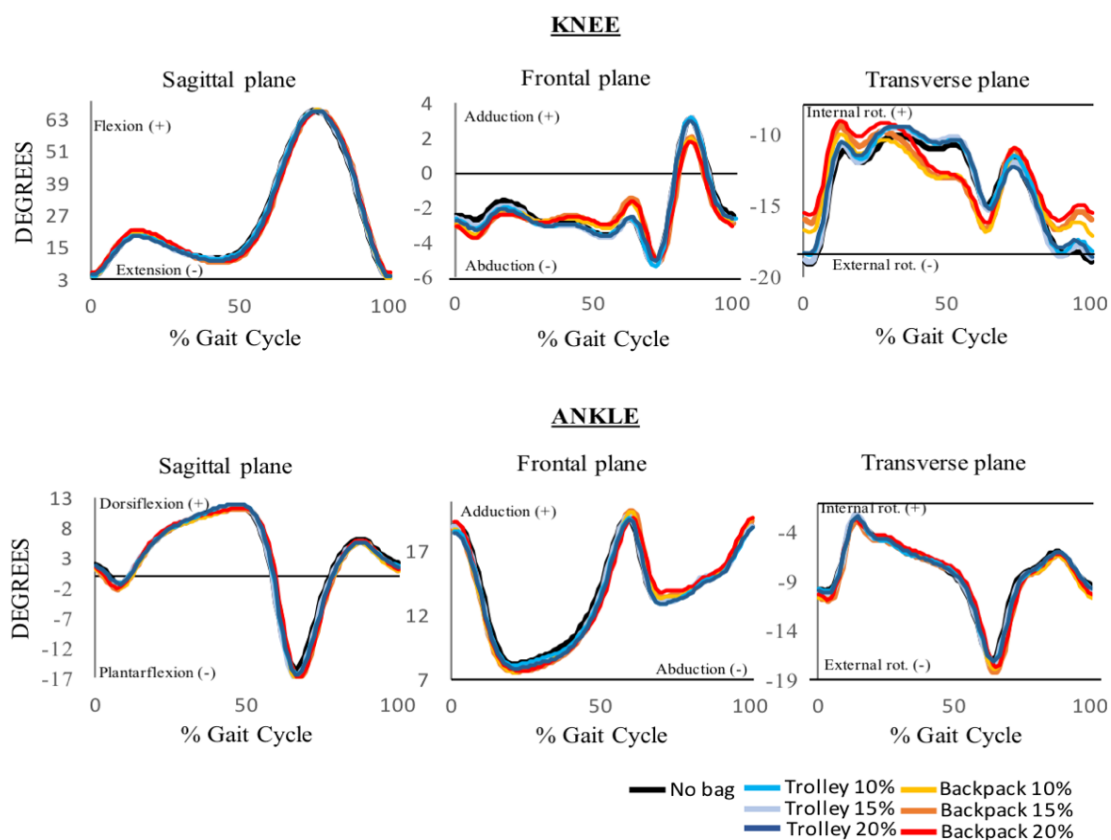 KNEE
Sagittal plane
Frontal plane
Transverse plane
DEGREES
63
51
39
27
15
3
Flexion (+)
Extension (-)
0 50 100
% Gait Cycle
4
2
0
-2
-4
-6
Adduction (+)
Abduction (-)
0 50 100
% Gait Cycle
-10
-15
-20
Internal rot. (+)
External rot. (-)
0 50 100
% Gait Cycle
ANKLE
Sagittal plane
Frontal plane
Transverse plane
DEGREES
13
8
3
-2
-7
-12
-17
Dorsiflexion (+)
Plantarflexion (-)
0 50 100
% Gait Cycle
17
12
7
Adduction (+)
Abduction (-)
0 50 100
% Gait Cycle
-4
-9
-14
-19
Internal rot. (+)
External rot. (-)
0 50 100
% Gait Cycle
No bag
Trolley 10%
Trolley 15%
Trolley 20%
Backpack 10%
Backpack 15%
Backpack 20%